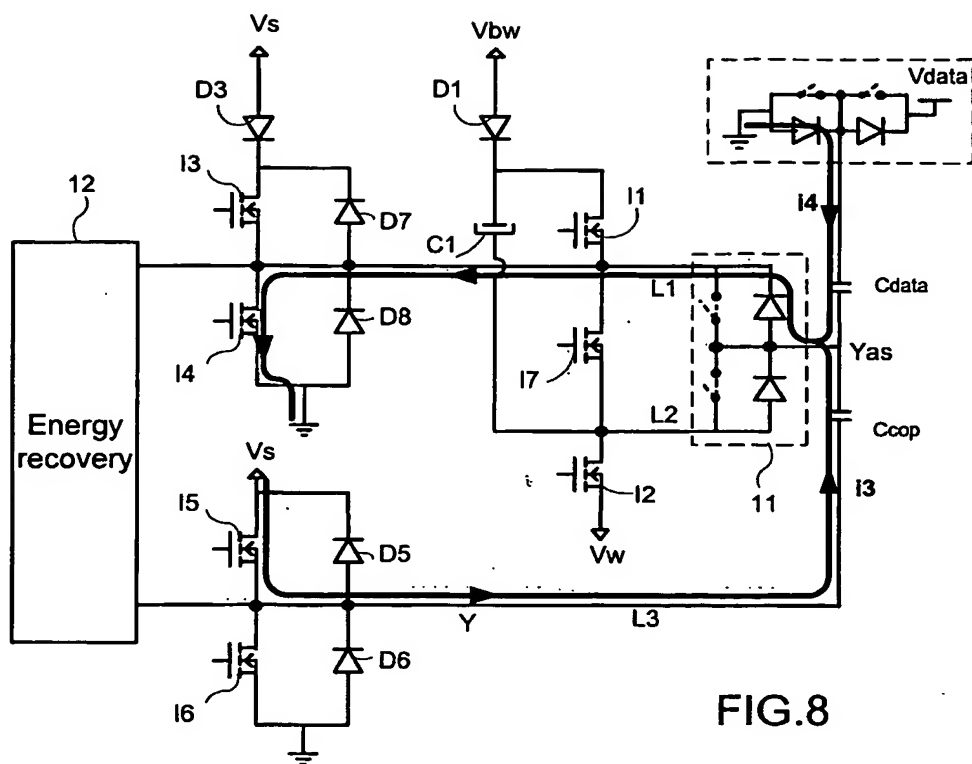 Vs
Vbw
Vdata
D3
D1
I3
I1
12
D7
C1
i4
L1
Cdata
D8
I4
Yas
I7
Energy
recovery
L2
Ccop
Vs
I5
I2
11
i3
D5
Vw
Y
L3
D6
I6
FIG.8